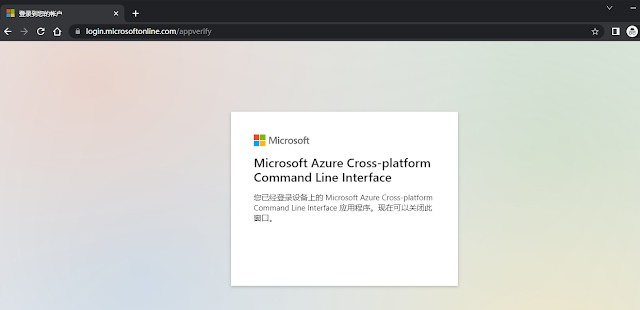 登录到您的帐户
login.microsoftonline.com/appverify
Microsoft
Microsoft Azure Cross-platform
Command Line Interface
您已经登录设备上的 Microsoft Azure Cross-platform
Command Line Interface 应用程序。现在可以关闭此
窗口。